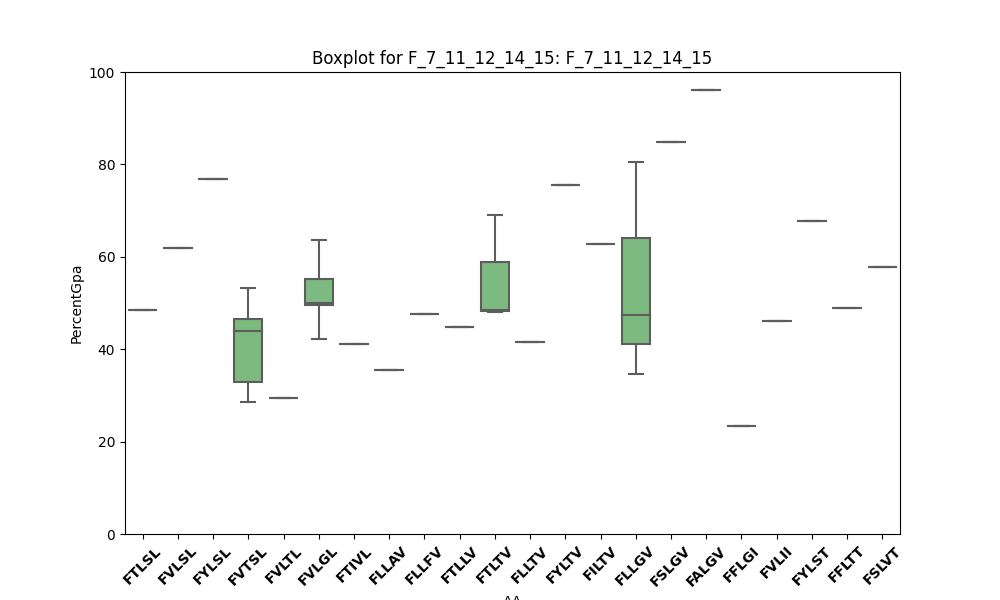 Boxplot for F_7_11_12_14_15: F_7_11_12_14_15
100
80
60
40
20
0
PercentGpa
FTLSL FVLSL FYLSL FVTSL FVLTL FVLGL FTIVL FLLAV FLLFV FTLLV FTLTV FLLTV FYLTV FILTV FLLGV FSLGV FALGV FFLGI FVLII FYLST FFLTT FSLVT
AA